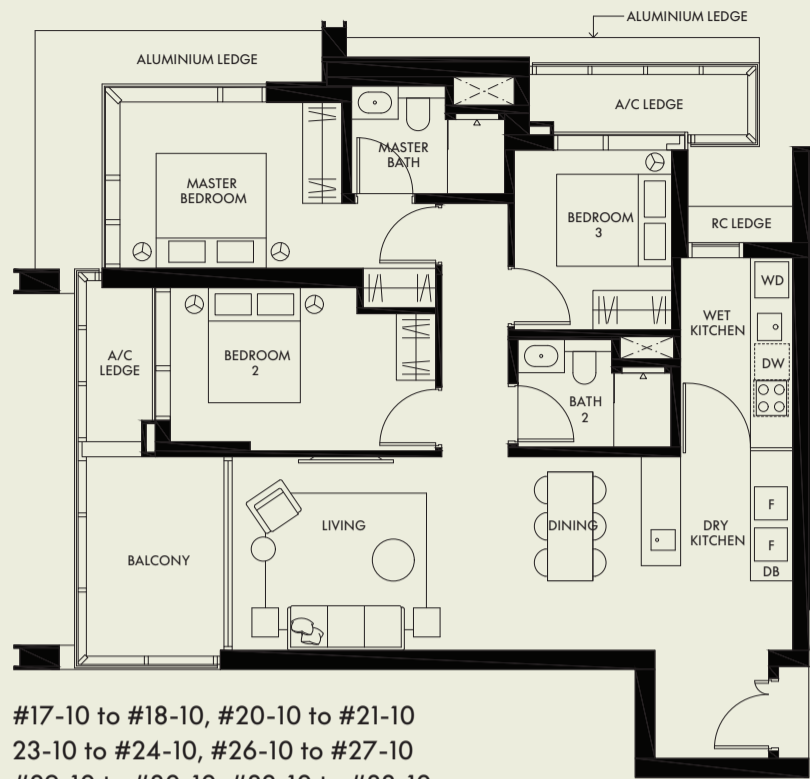 ALUMINIUM LEDGE
ALUMINIUM LEDGE
A/C LEDGE
MASTER
BATH
MASTER
BEDROOM
BEDROOM
3
RC LEDGE
WD
WET
KITCHEN
A/C
LEDGE
BEDROOM
2
DW
BATH
2
LIVING
DINING
DRY
KITCHEN
F
F
DB
BALCONY
#17-10 to #18-10, #20-10 to #21-10
23-10 to #24-10, #26-10 to #27-10